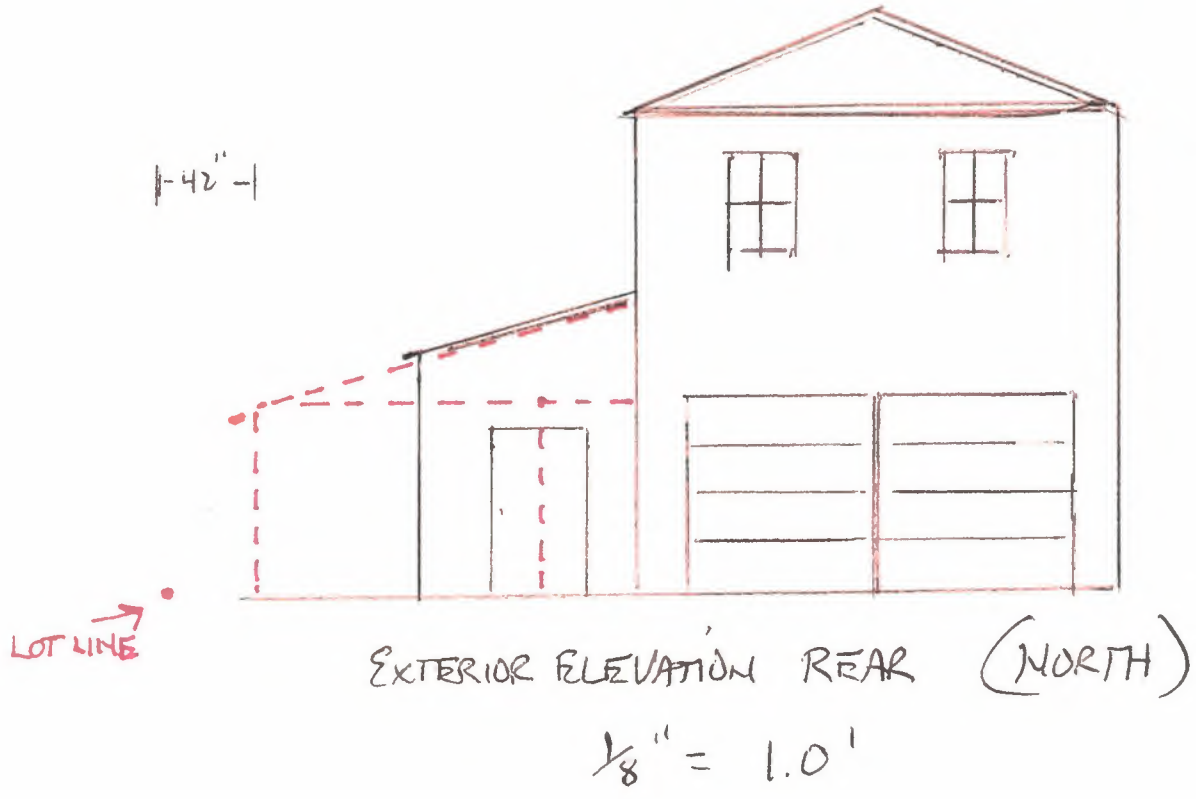 42"
LOT LINE
EXTERIOR ELEVATION REAR (NORTH)
1/8" = 1.0'